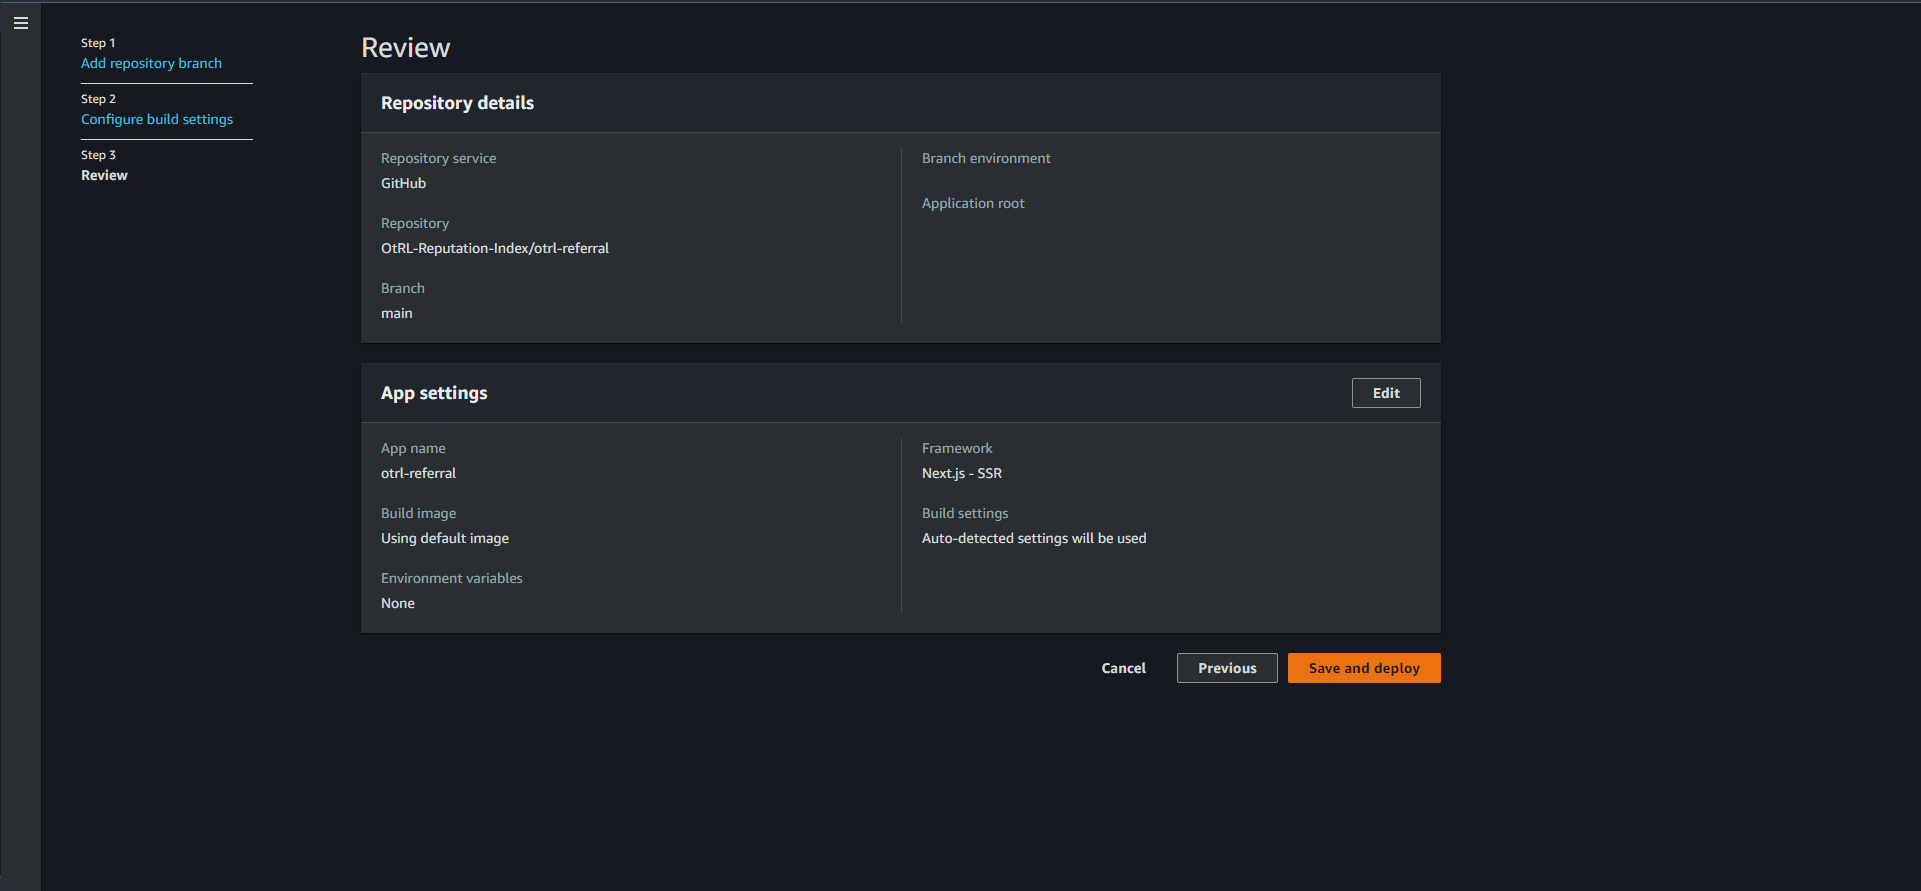 Step 1
Add repository branch
Step 2
Configure build settings
Step 3
Review
Review
Repository details
Repository service
GitHub
Repository
OtRL-Reputation-Index/otrl-referral
Branch
main
Branch environment
Application root
App settings
Edit
App name
otrl-referral
Build image
Using default image
Environment variables
None
Framework
Next.js - SSR
Build settings
Auto-detected settings will be used
Cancel
Previous
Save and deploy